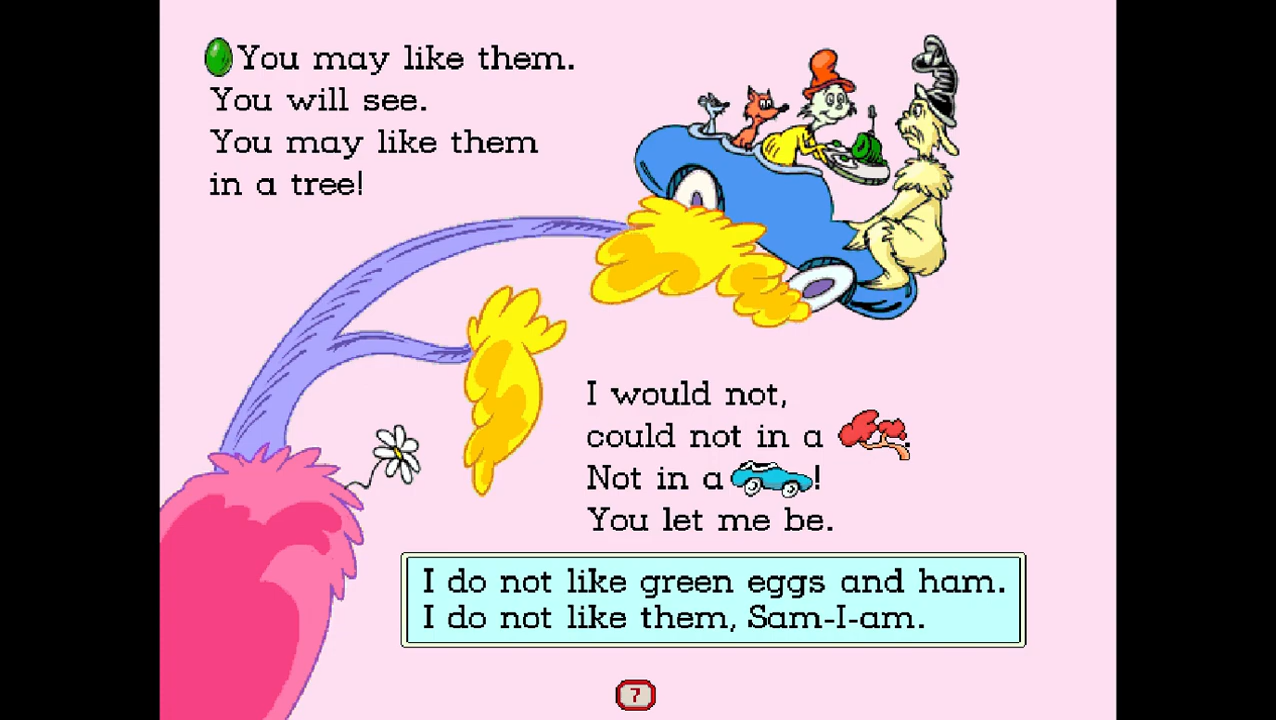 You may like them.
You will see.
You may like them
in a tree!
I would not,
could not in a .
Not in a !
You let me be.
I do not like green eggs and ham.
I do not like them, Sam-I-am.
7